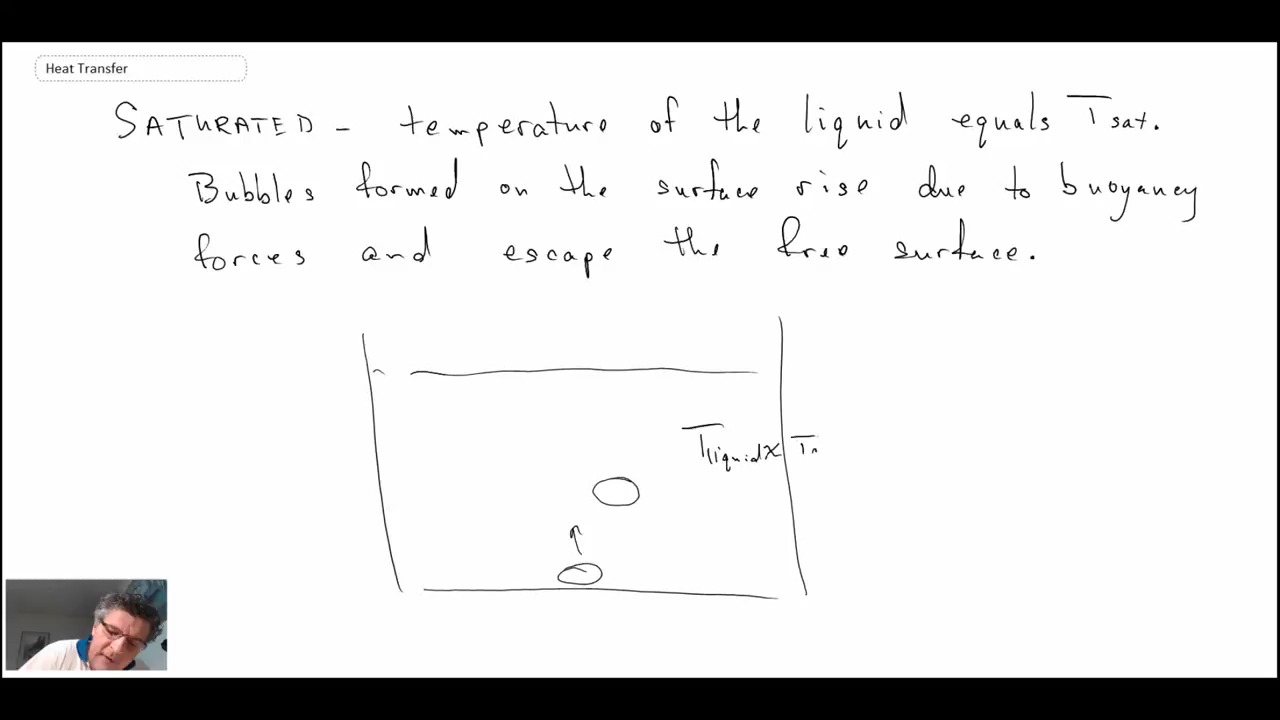 Heat Transfer
SATURATED - temperature of the liquid equals Tsat.
Bubbles formed on the surface rise due to buoyancy
forces and escape the free surface.
Tliquid